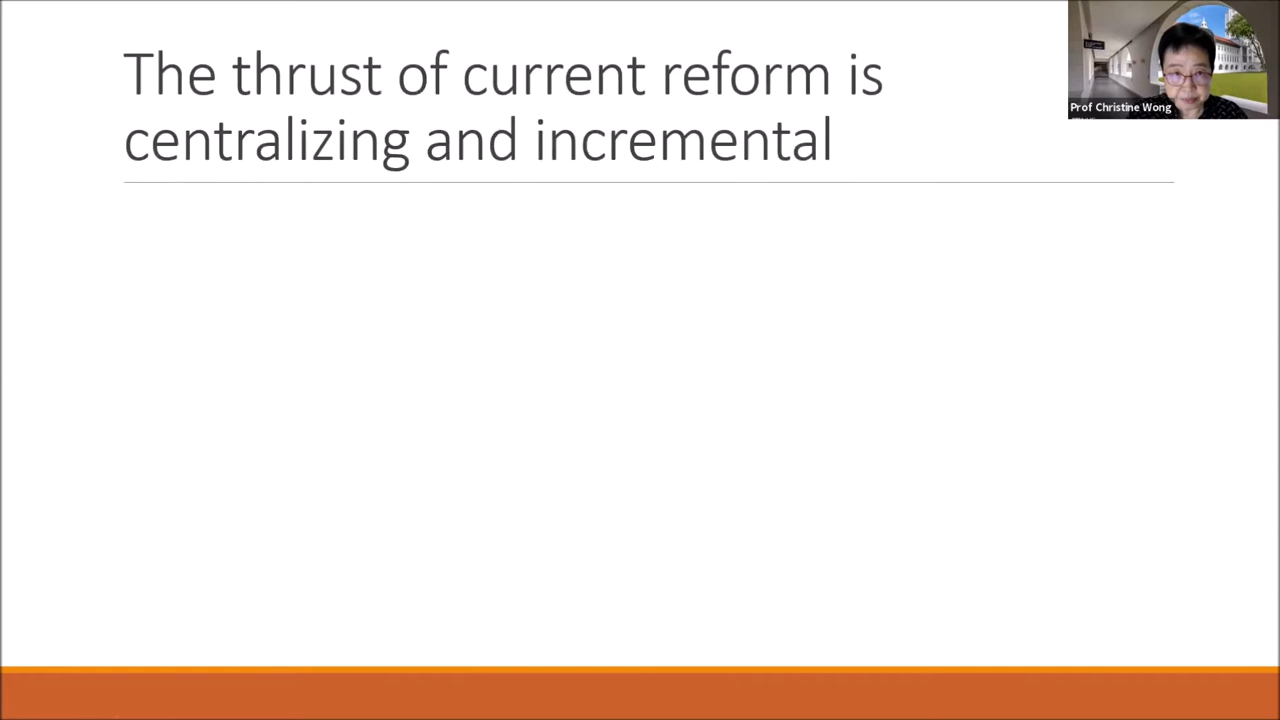 The thrust of current reform is
centralizing and incremental
Prof Christine Wong